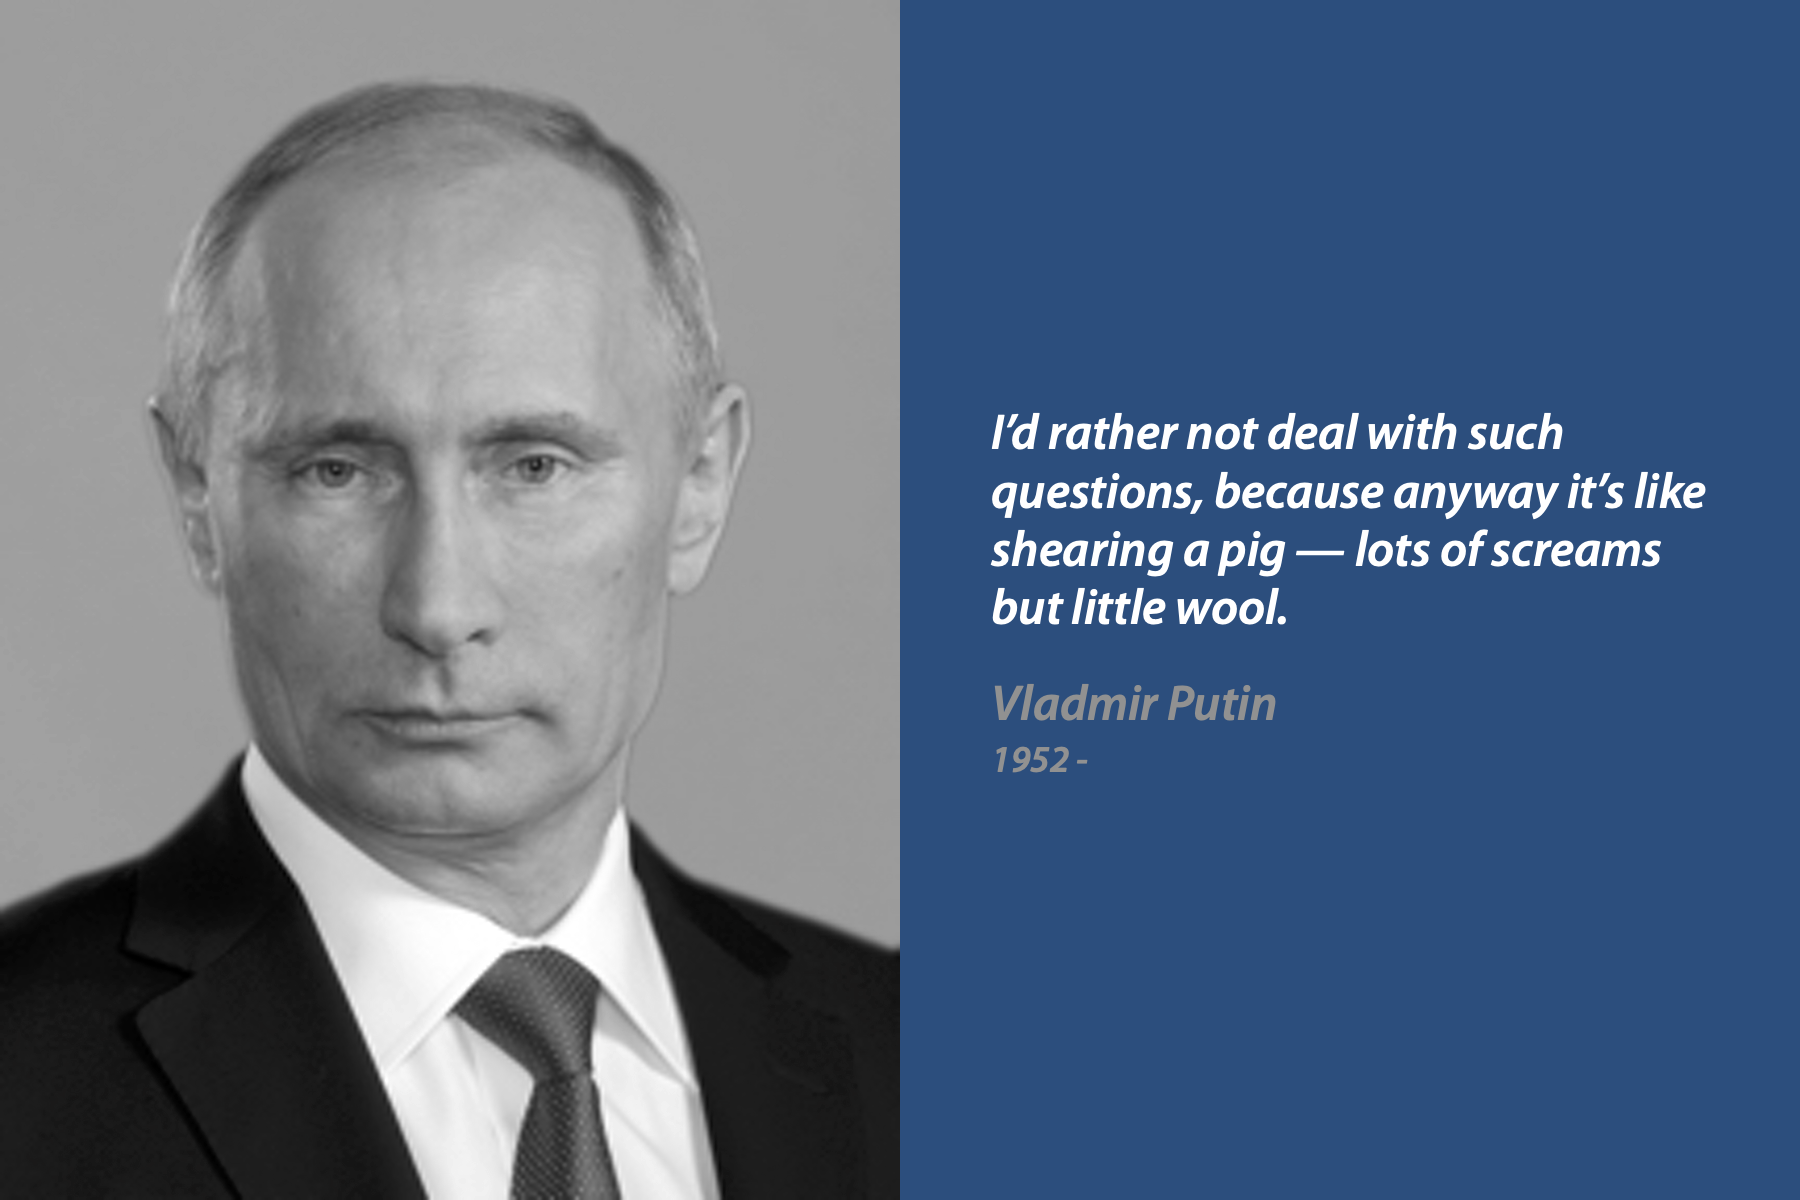 I’d rather not deal with such
questions, because anyway it’s like
shearing a pig — lots of screams
but little wool.
Vladmir Putin
1952 -